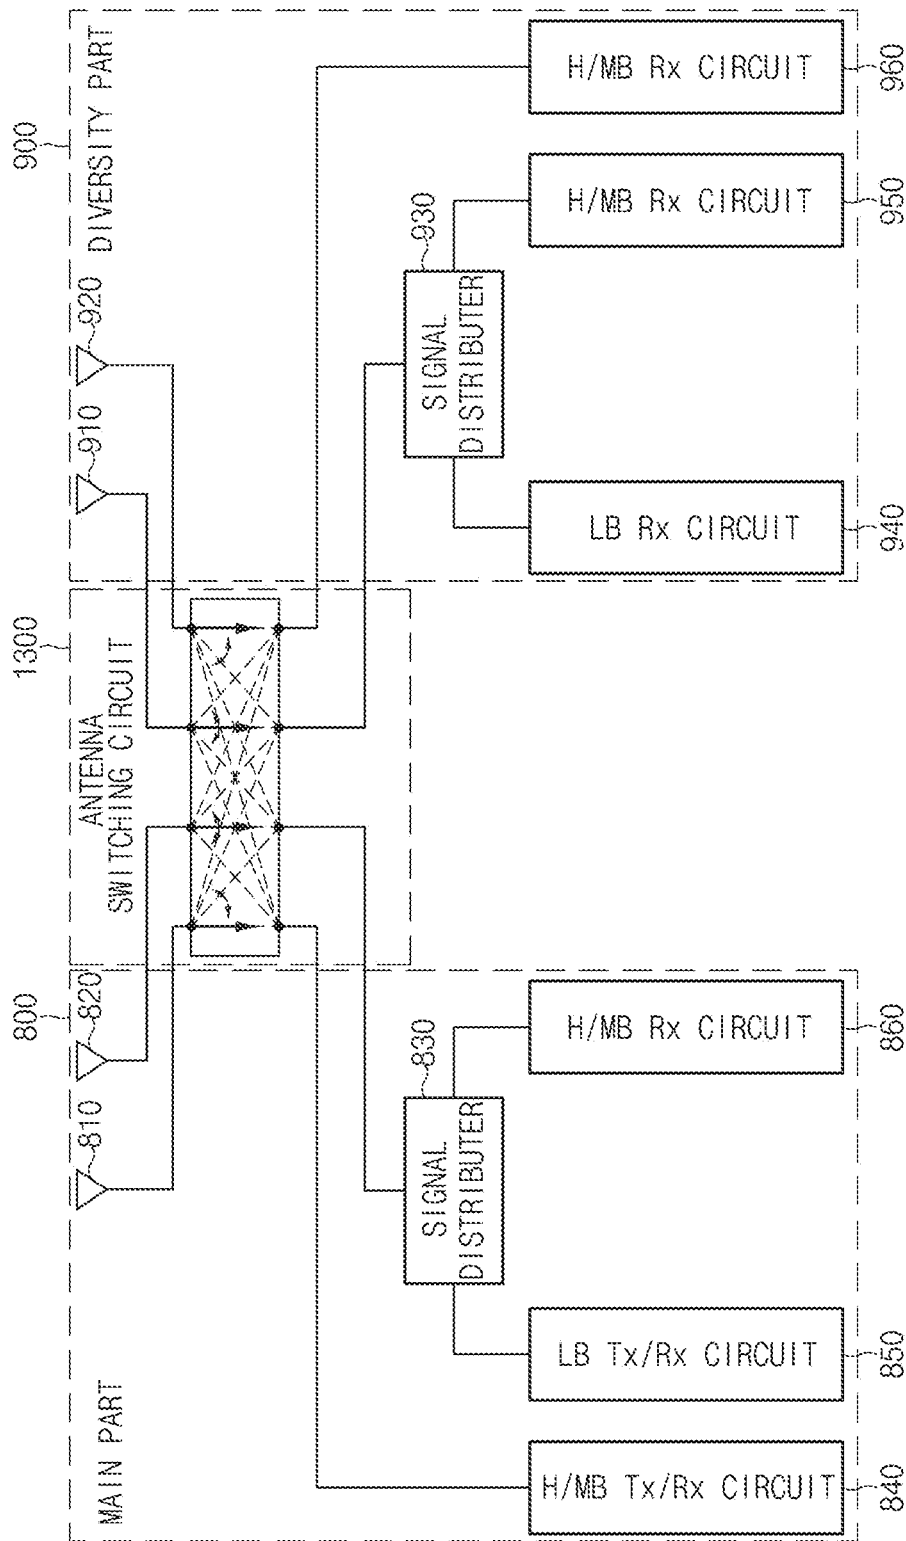 900
DIVERSITY PART
920
910
930
SIGNAL
DISTRIBUTER
H/MB Rx CIRCUIT
960
H/MB Rx CIRCUIT
950
LB Rx CIRCUIT
940
1300
ANTENNA
SWITCHING CIRCUIT
800
820
810
MAIN PART
830
SIGNAL
DISTRIBUTER
H/MB Rx CIRCUIT
860
LB Tx/Rx CIRCUIT
850
H/MB Tx/Rx CIRCUIT
840